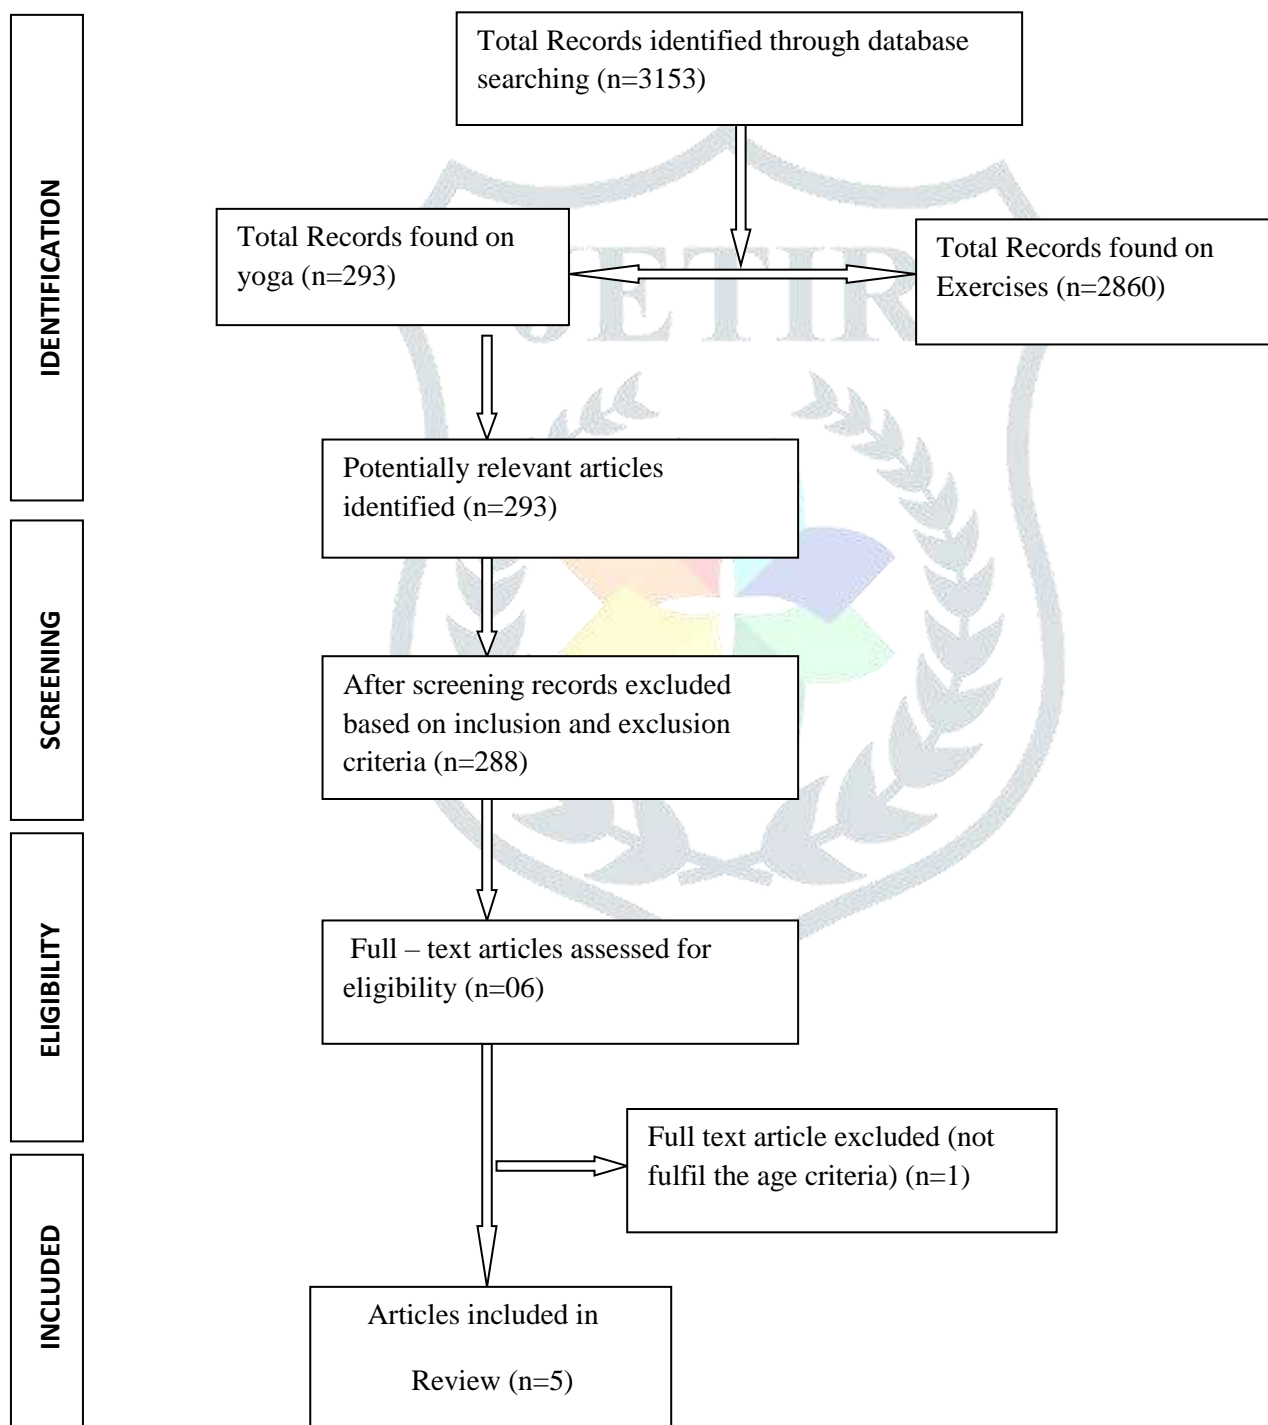 IDENTIFICATION
Total Records identified through database
searching (n=3153)
Total Records found on
yoga (n=293)
Total Records found on
Exercises (n=2860)
JETIR
Potentially relevant articles
identified (n=293)
SCREENING
After screening records excluded
based on inclusion and exclusion
criteria (n=288)
ELIGIBILITY
Full – text articles assessed for
eligibility (n=06)
Full text article excluded (not
fulfil the age criteria) (n=1)
INCLUDED
Articles included in
Review (n=5)